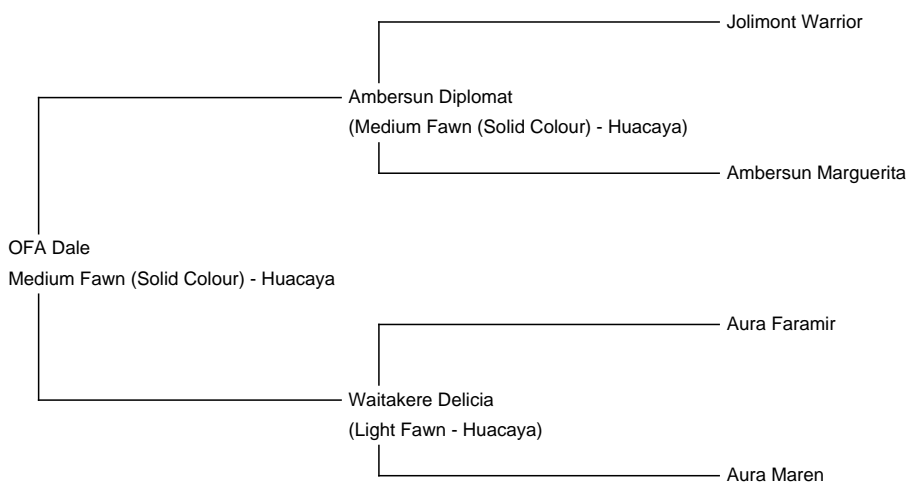 Jolimont Warrior
Ambersun Diplomat
(Medium Fawn (Solid Colour) - Huacaya)
Ambersun Marguerita
OFA Dale
Medium Fawn (Solid Colour) - Huacaya
Aura Faramir
Waitakere Delicia
(Light Fawn - Huacaya)
Aura Maren